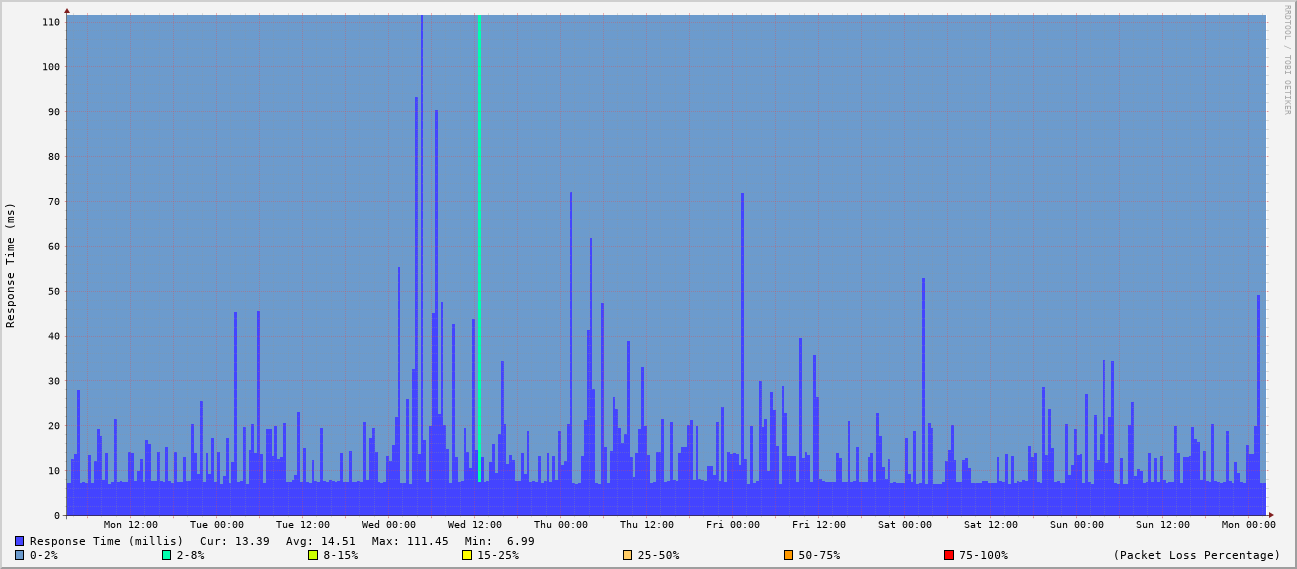 RRDTOOL / TOBI OETIKER
Response Time (ms)
110
100
90
80
70
60
50
40
30
20
10
0
Mon 12:00 Tue 00:00 Tue 12:00 Wed 00:00 Wed 12:00 Thu 00:00 Thu 12:00 Fri 00:00 Fri 12:00 Sat 00:00 Sat 12:00 Sun 00:00 Sun 12:00 Mon 00:00
Response Time (millis) Cur: 13.39 Avg: 14.51 Max: 111.45 Min: 6.99
0-2% 2-8% 8-15% 15-25% 25-50% 50-75% 75-100% (Packet Loss Percentage)